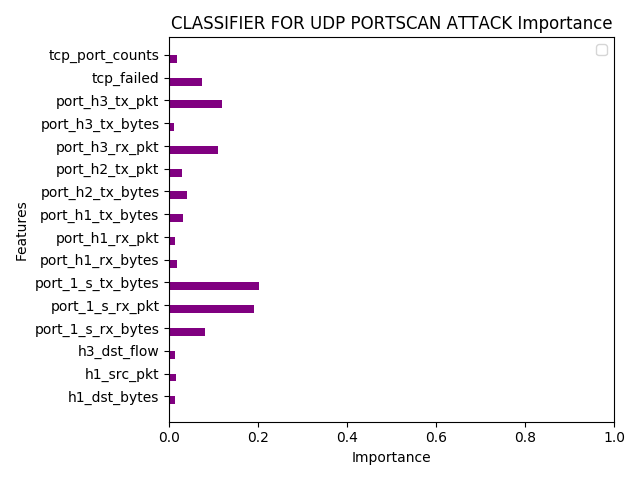 CLASSIFIER FOR UDP PORTSCAN ATTACK Importance
tcp_port_counts
tcp_failed
port_h3_tx_pkt
port_h3_tx_bytes
port_h3_rx_pkt
port_h2_tx_pkt
port_h2_tx_bytes
port_h1_tx_bytes
port_h1_rx_pkt
port_h1_rx_bytes
port_1_s_tx_bytes
port_1_s_rx_pkt
port_1_s_rx_bytes
h3_dst_flow
h1_src_pkt
h1_dst_bytes
Features
0.0 0.2 0.4 0.6 0.8 1.0
Importance